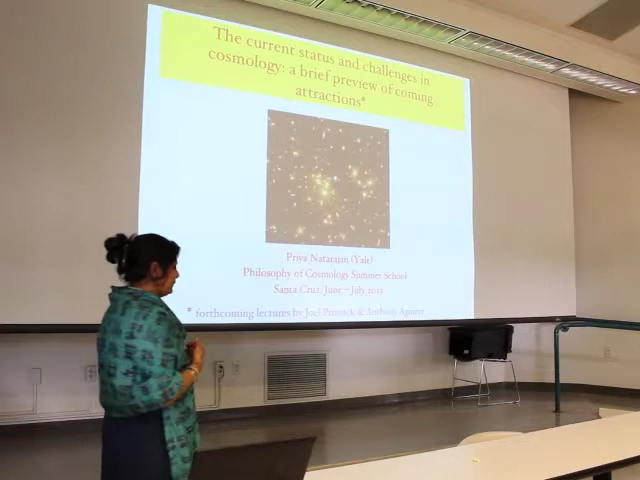 The current status and challenges in
cosmology: a brief preview of coming
attractions*
Priya Natarajan (Yale)
Philosophy of Cosmology Summer School
Santa Cruz, June – July 2013
* forthcoming lectures by Joel Primack & Anthony Aguirre